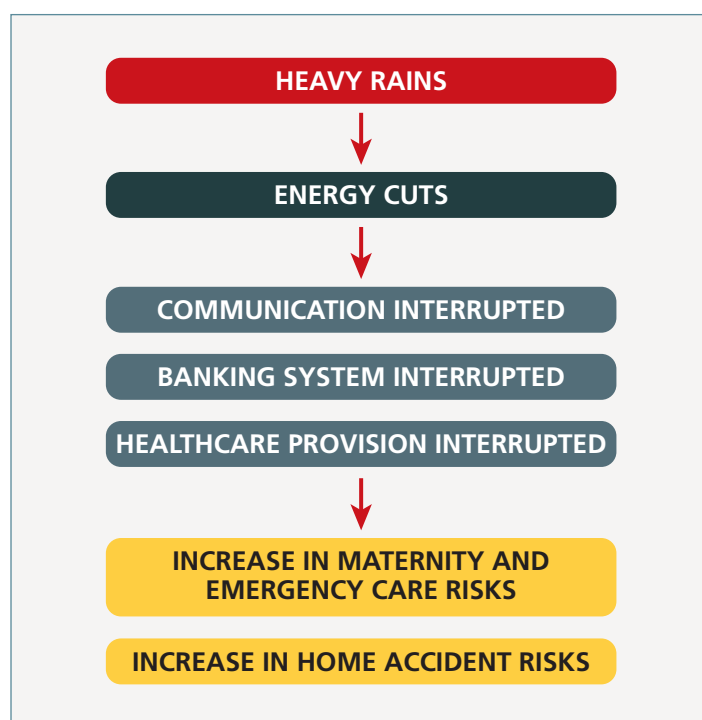 HEAVY RAINS
ENERGY CUTS
COMMUNICATION INTERRUPTED
BANKING SYSTEM INTERRUPTED
HEALTHCARE PROVISION INTERRUPTED
INCREASE IN MATERNITY AND
EMERGENCY CARE RISKS
INCREASE IN HOME ACCIDENT RISKS